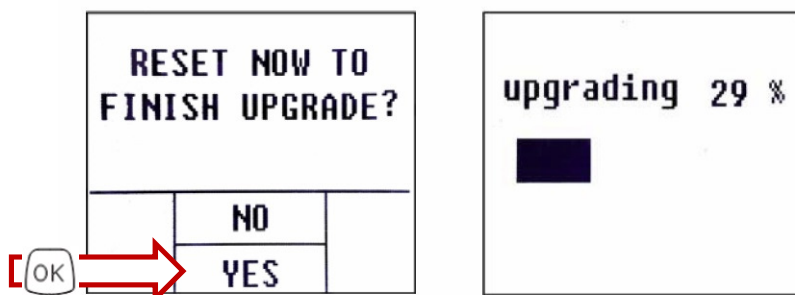 RESET NOW TO
FINISH UPGRADE?
NO
OK
YES
upgrading 29 %